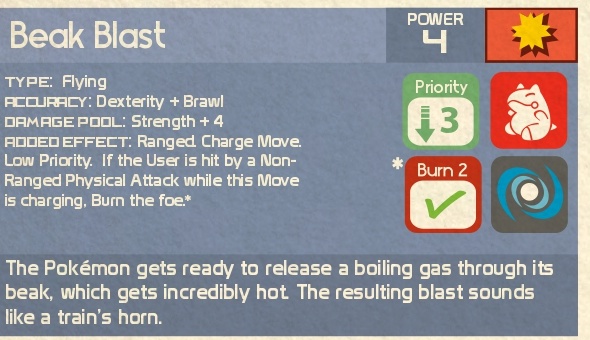 Beak Blast
POWER
4
TYPE: Flying
ACCURACY: Dexterity + Brawl
DAMAGE POOL: Strength + 4
ADDED EFFECT: Ranged. Charge Move.
Low Priority. If the User is hit by a Non-
Ranged Physical Attack while this Move
is charging, Burn the foe.*
Priority
3
* Burn 2
The Pokémon gets ready to release a boiling gas through its
beak, which gets incredibly hot. The resulting blast sounds
like a train's horn.